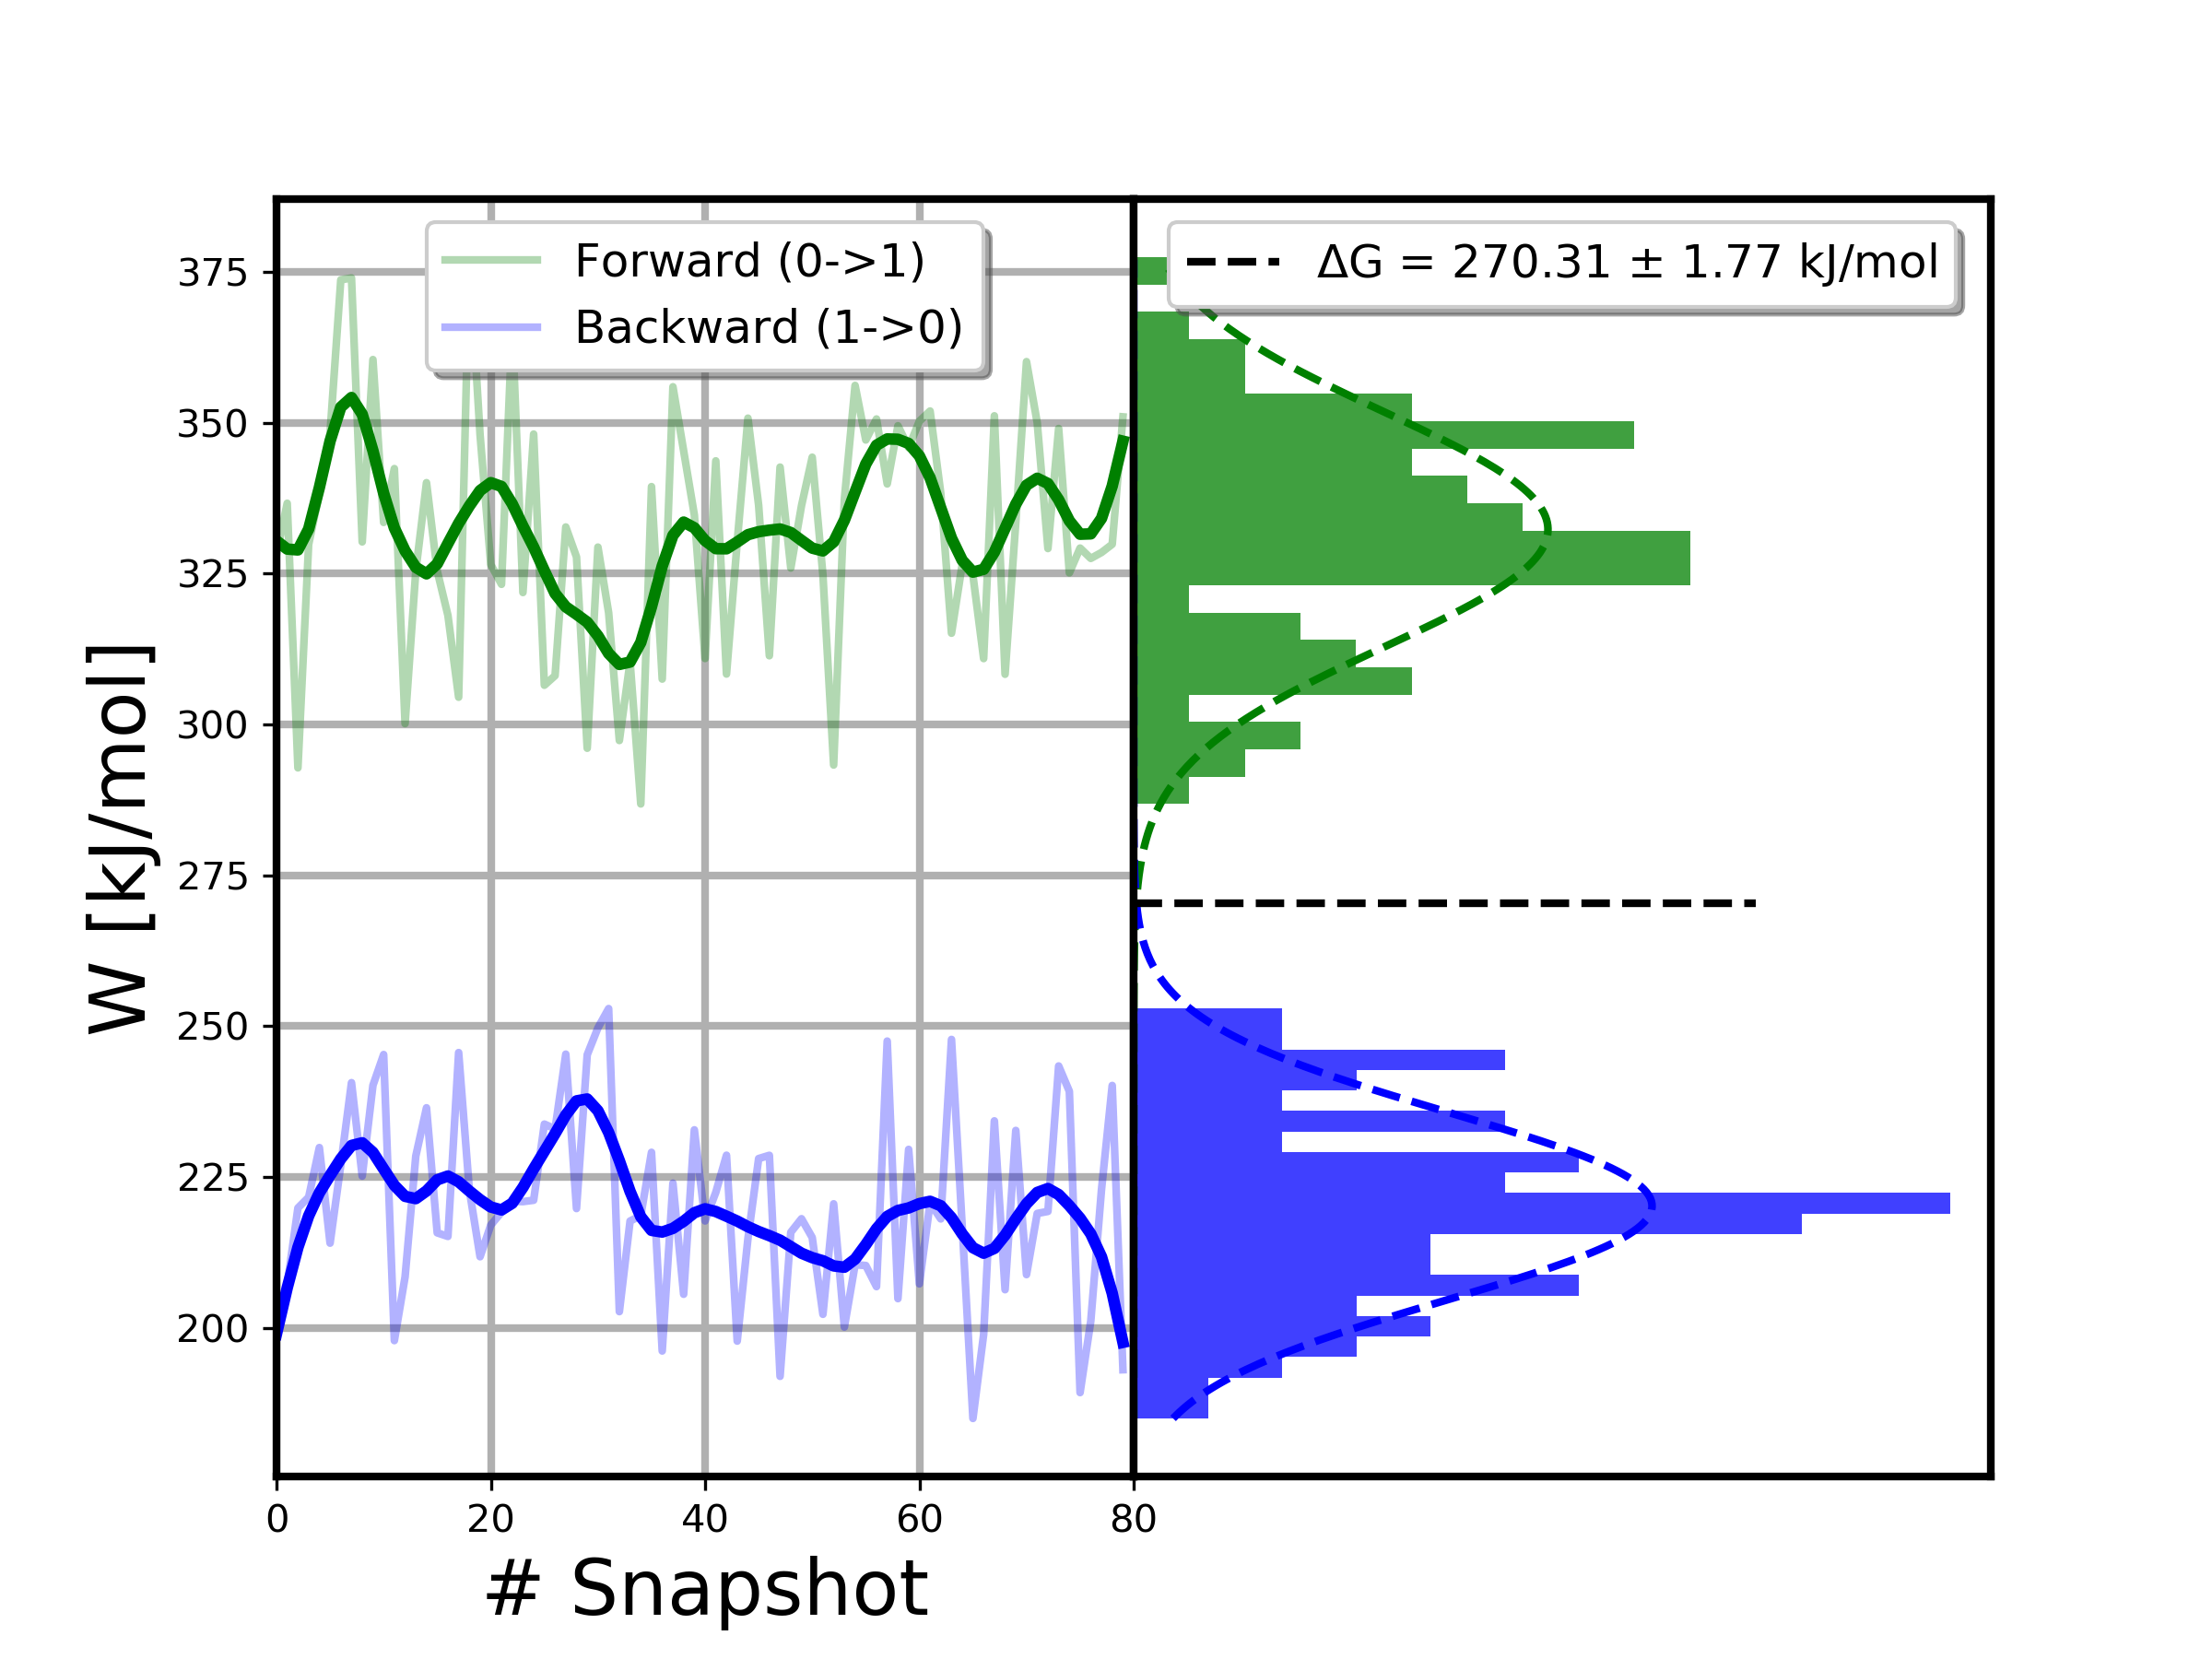 Forward (0->1)
Backward (1->0)
ΔG = 270.31 ± 1.77 kJ/mol
W [kJ/mol]
375
350
325
300
275
250
225
200
0 20 40 60 80
# Snapshot